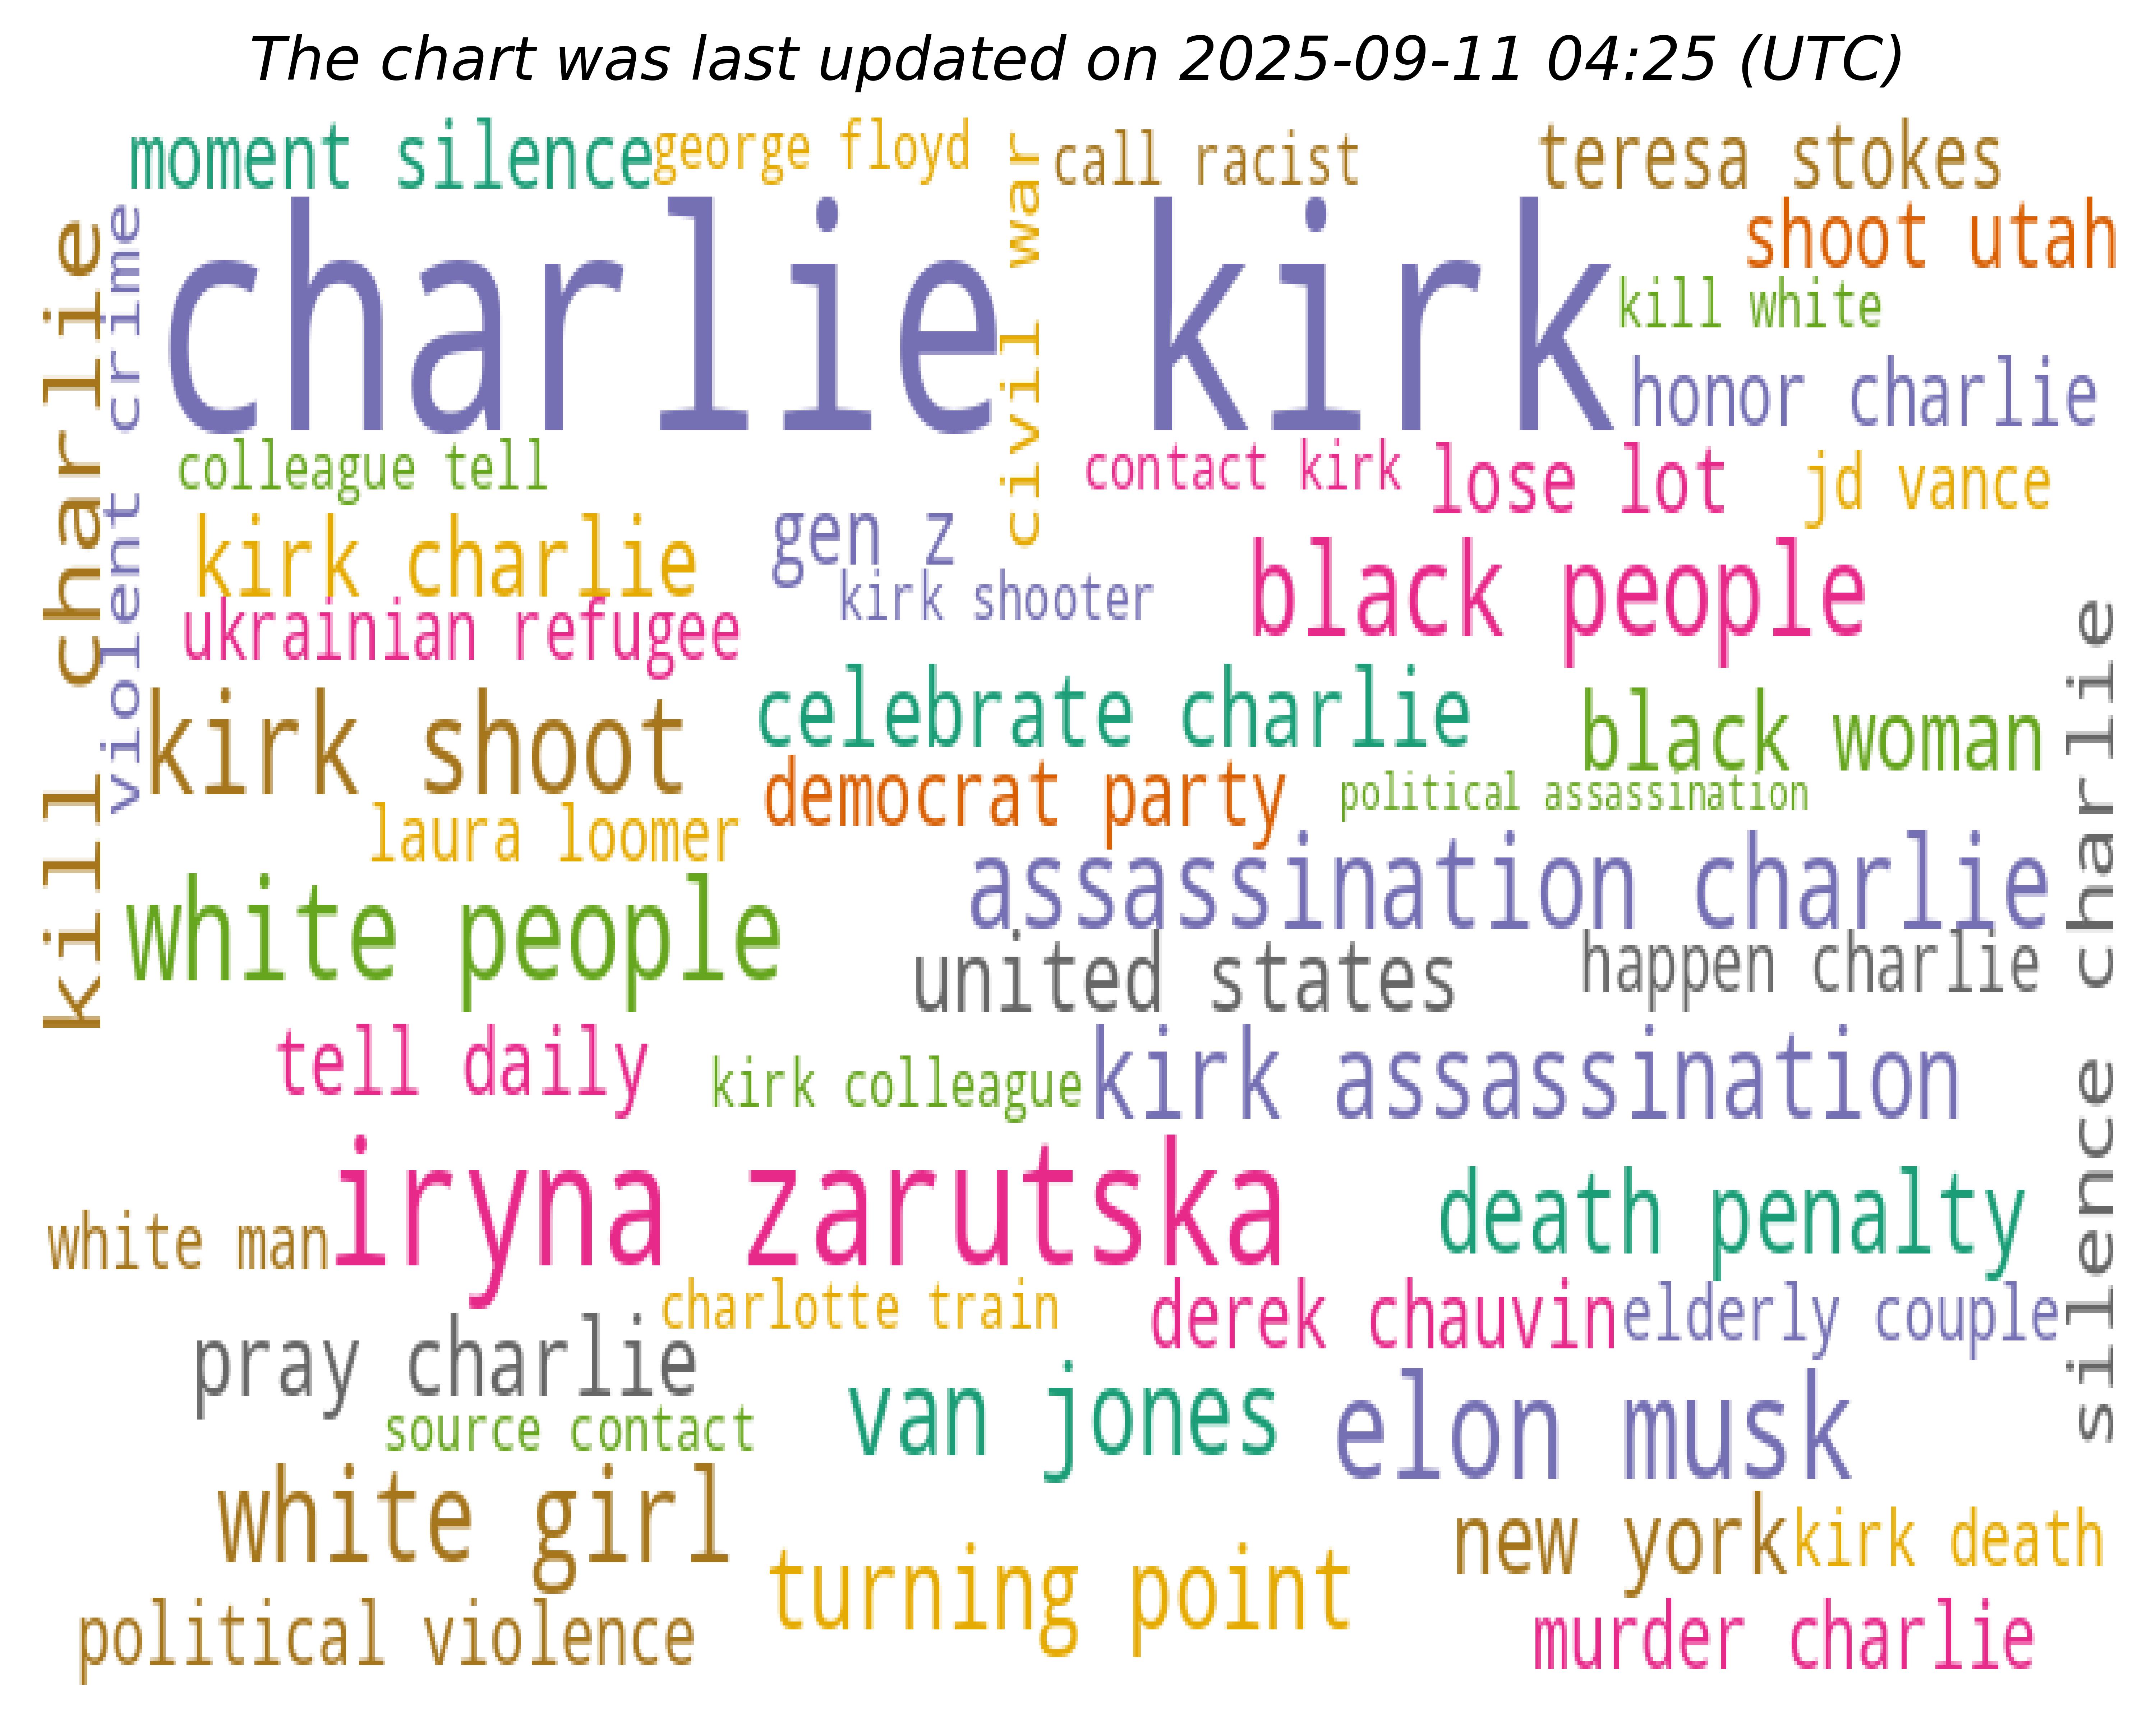 The chart was last updated on 2025-09-11 04:25 (UTC)
moment silence
george floyd
civil war
call racist
teresa stokes
shoot utah
kill charlie
violent crime
charlie kirk
kill white
honor charlie
colleague tell
contact kirk
lose lot
jd vance
kirk charlie
gen z
kirk shooter
black people
ukrainian refugee
silence charlie
kirk shoot
celebrate charlie
black woman
democrat party
political assassination
laura loomer
assassination charlie
white people
united states
happen charlie
tell daily
kirk colleague
kirk assassination
iryna zarutska
death penalty
white man
charlotte train
derek chauvin
elderly couple
pray charlie
van jones
elon musk
source contact
white girl
new york
kirk death
turning point
political violence
murder charlie